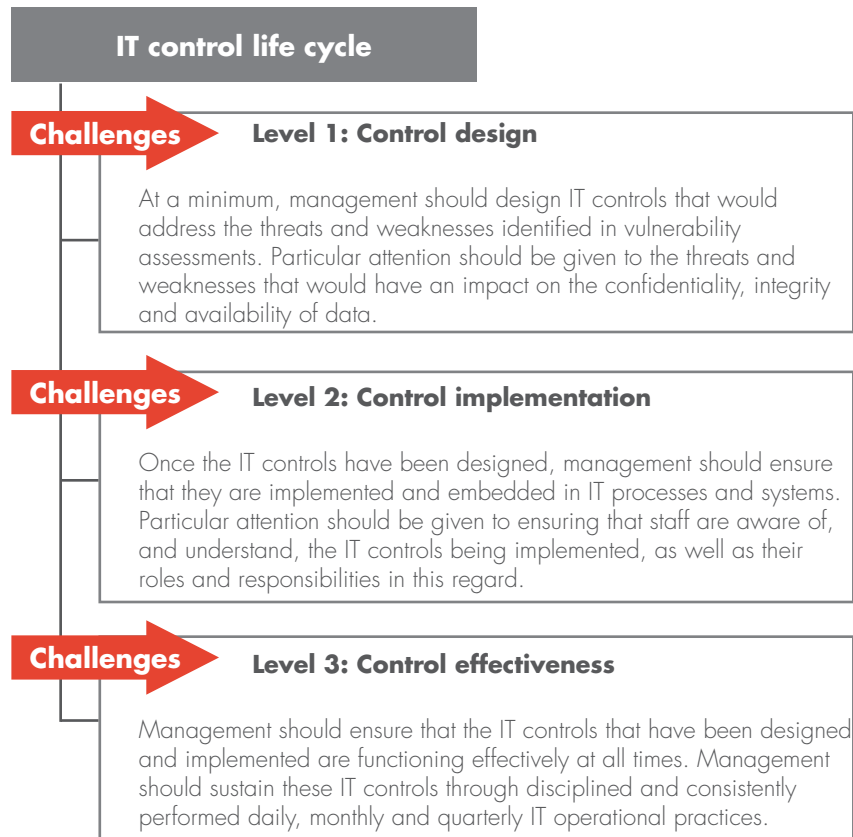 IT control life cycle
Challenges
Level 1: Control design
At a minimum, management should design IT controls that would
address the threats and weaknesses identified in vulnerability
assessments. Particular attention should be given to the threats and
weaknesses that would have an impact on the confidentiality, integrity
and availability of data.
Challenges
Level 2: Control implementation
Once the IT controls have been designed, management should ensure
that they are implemented and embedded in IT processes and systems.
Particular attention should be given to ensuring that staff are aware of,
and understand, the IT controls being implemented, as well as their
roles and responsibilities in this regard.
Challenges
Level 3: Control effectiveness
Management should ensure that the IT controls that have been designed
and implemented are functioning effectively at all times. Management
should sustain these IT controls through disciplined and consistently
performed daily, monthly and quarterly IT operational practices.